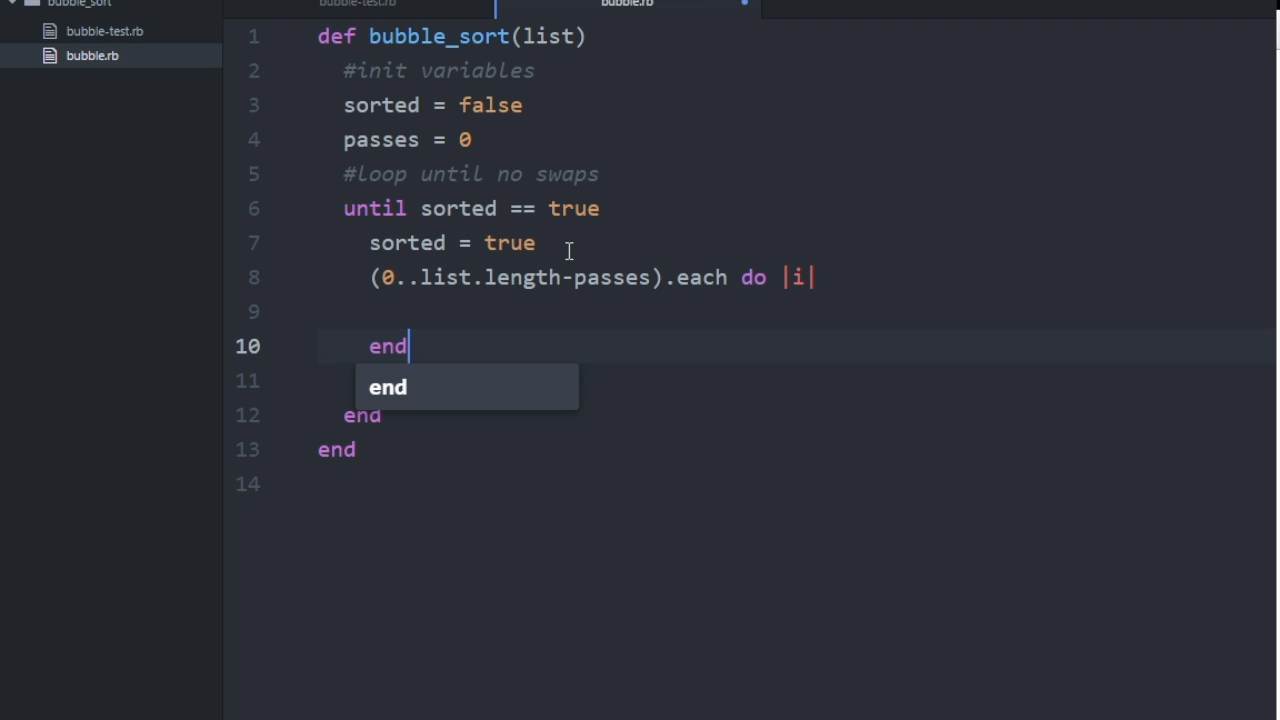 bubble_sort
bubble-test.rb
bubble.rb
bubble-test.rb
bubble.rb
1 def bubble_sort(list)
2 #init variables
3 sorted = false
4 passes = 0
5 #loop until no swaps
6 until sorted == true
7 sorted = true
8 (0..list.length-passes).each do |i|
9
10 end
end
11
12 end
13 end
14